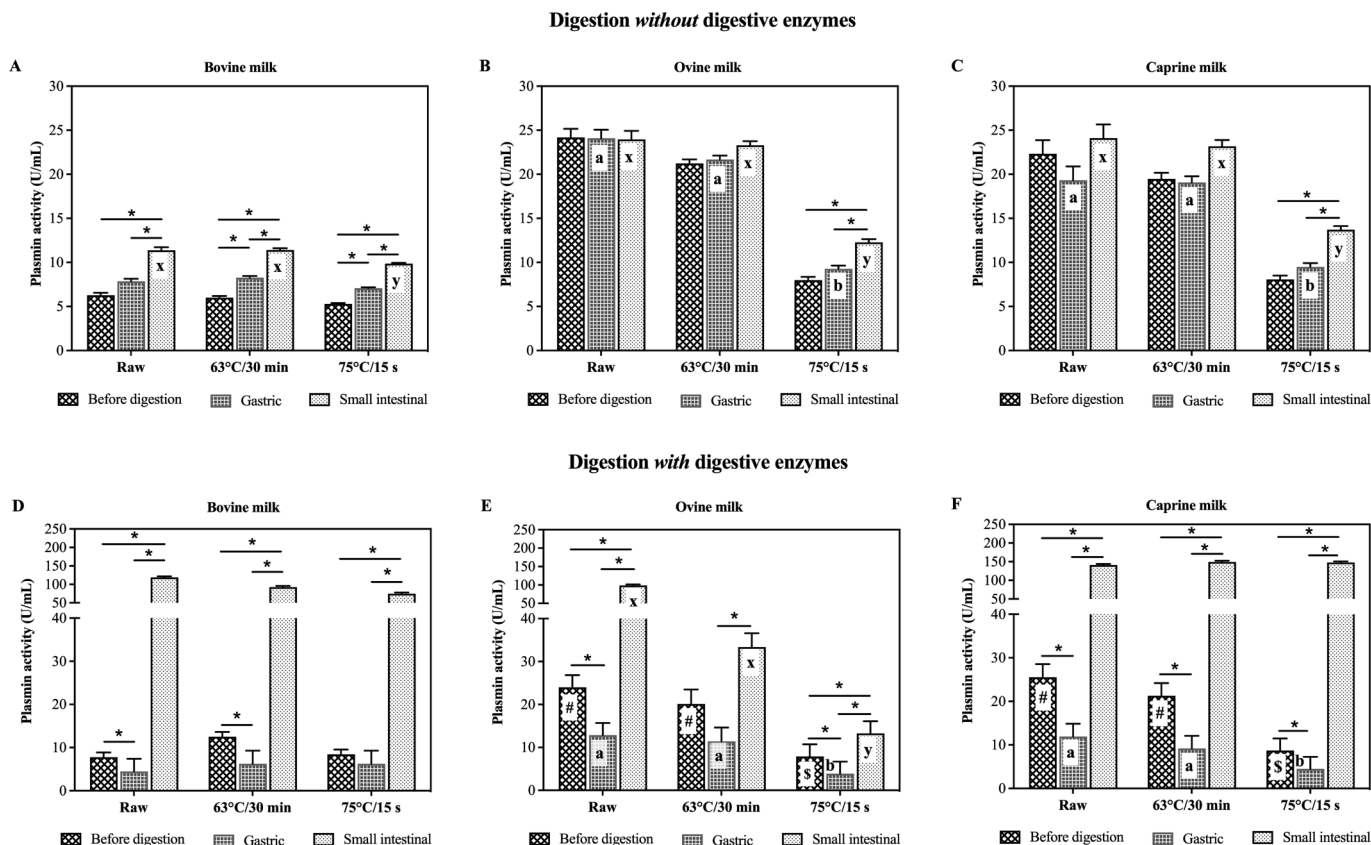 Digestion without digestive enzymes
A
Bovine milk
Plasmin activity (U/mL)
30
25
20
15
10
5
0
* * * * * * * *
x x y
Raw 63°C/30 min 75°C/15 s
Before digestion Gastric Small intestinal
B
Ovine milk
Plasmin activity (U/mL)
30
25
20
15
10
5
0
* *
a x a x b y
Raw 63°C/30 min 75°C/15 s
Before digestion Gastric Small intestinal
C
Caprine milk
Plasmin activity (U/mL)
30
25
20
15
10
5
0
* *
a x a x b y
Raw 63°C/30 min 75°C/15 s
Before digestion Gastric Small intestinal
Digestion with digestive enzymes
D
Bovine milk
Plasmin activity (U/mL)
250
200
150
100
50
40
30
20
10
0
* * * * * * * *
Raw 63°C/30 min 75°C/15 s
Before digestion Gastric Small intestinal
E
Ovine milk
Plasmin activity (U/mL)
250
200
150
100
50
40
30
20
10
0
* * * * * * *
# a x # a x $ b y
Raw 63°C/30 min 75°C/15 s
Before digestion Gastric Small intestinal
F
Caprine milk
Plasmin activity (U/mL)
250
200
150
100
50
40
30
20
10
0
* * * * * * * * *
# a # a $ b
Raw 63°C/30 min 75°C/15 s
Before digestion Gastric Small intestinal